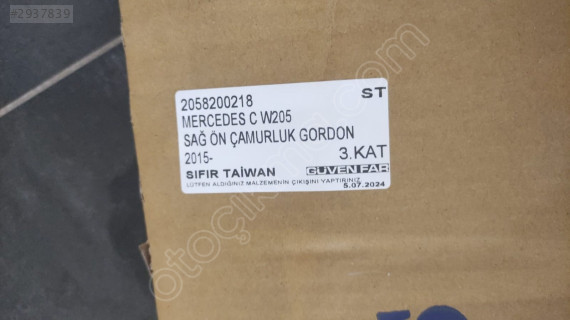 #2937839
2058200218
ST
MERCEDES C W205
SAĞ ÖN ÇAMURLUK GORDON
2015-
3.KAT
SIFIR TAİWAN
GÜVEN FAR
LÜTFEN ALDIĞINIZ MALZEMENİN ÇIKIŞINI YAPTIRINIZ
5.07.2024